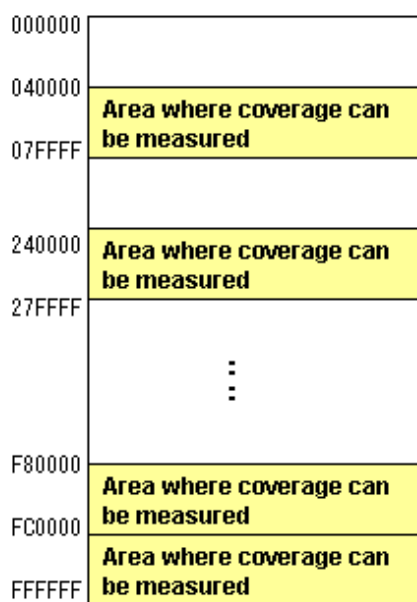 000000
040000
Area where coverage can
be measured
07FFFF
240000
Area where coverage can
be measured
27FFFF
:
:
F80000
Area where coverage can
be measured
FC0000
Area where coverage can
be measured
FFFFFF